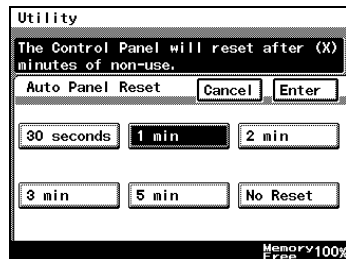 Utility
The Control Panel will reset after (X)
minutes of non-use.
Auto Panel Reset
Cancel
Enter
30 seconds
1 min
2 min
3 min
5 min
No Reset
Memory
Free 100%